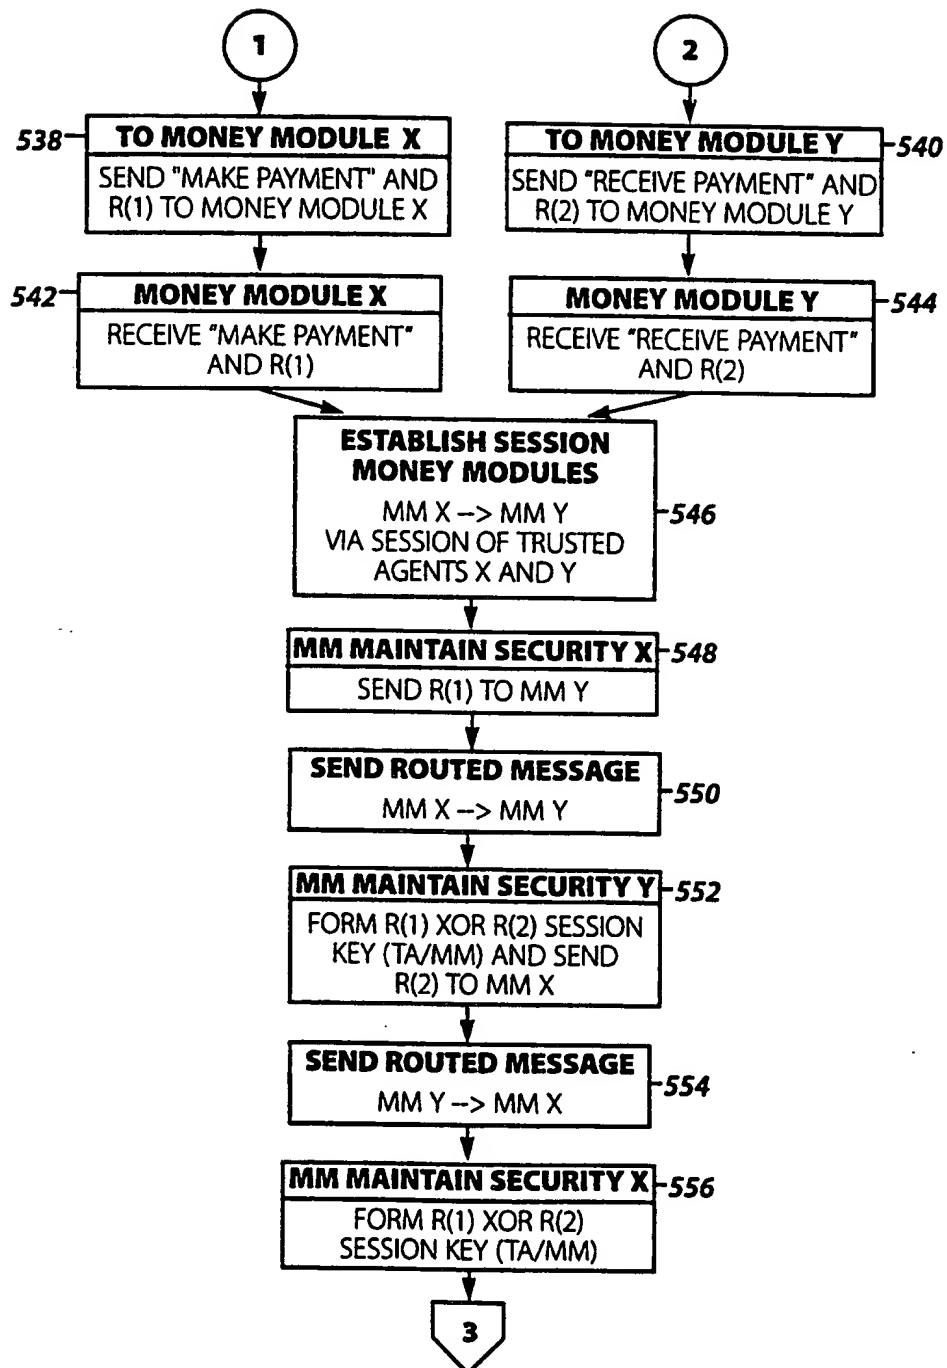 1
2
538
TO MONEY MODULE X
SEND "MAKE PAYMENT" AND
R(1) TO MONEY MODULE X
TO MONEY MODULE Y
540
SEND "RECEIVE PAYMENT" AND
R(2) TO MONEY MODULE Y
542
MONEY MODULE X
RECEIVE "MAKE PAYMENT"
AND R(1)
MONEY MODULE Y
544
RECEIVE "RECEIVE PAYMENT"
AND R(2)
ESTABLISH SESSION
MONEY MODULES
MM X --> MM Y
VIA SESSION OF TRUSTED
AGENTS X AND Y
546
MM MAINTAIN SECURITY X
548
SEND R(1) TO MM Y
SEND ROUTED MESSAGE
MM X --> MM Y
550
MM MAINTAIN SECURITY Y
552
FORM R(1) XOR R(2) SESSION
KEY (TA/MM) AND SEND
R(2) TO MM X
SEND ROUTED MESSAGE
MM Y --> MM X
554
MM MAINTAIN SECURITY X
556
FORM R(1) XOR R(2)
SESSION KEY (TA/MM)
3